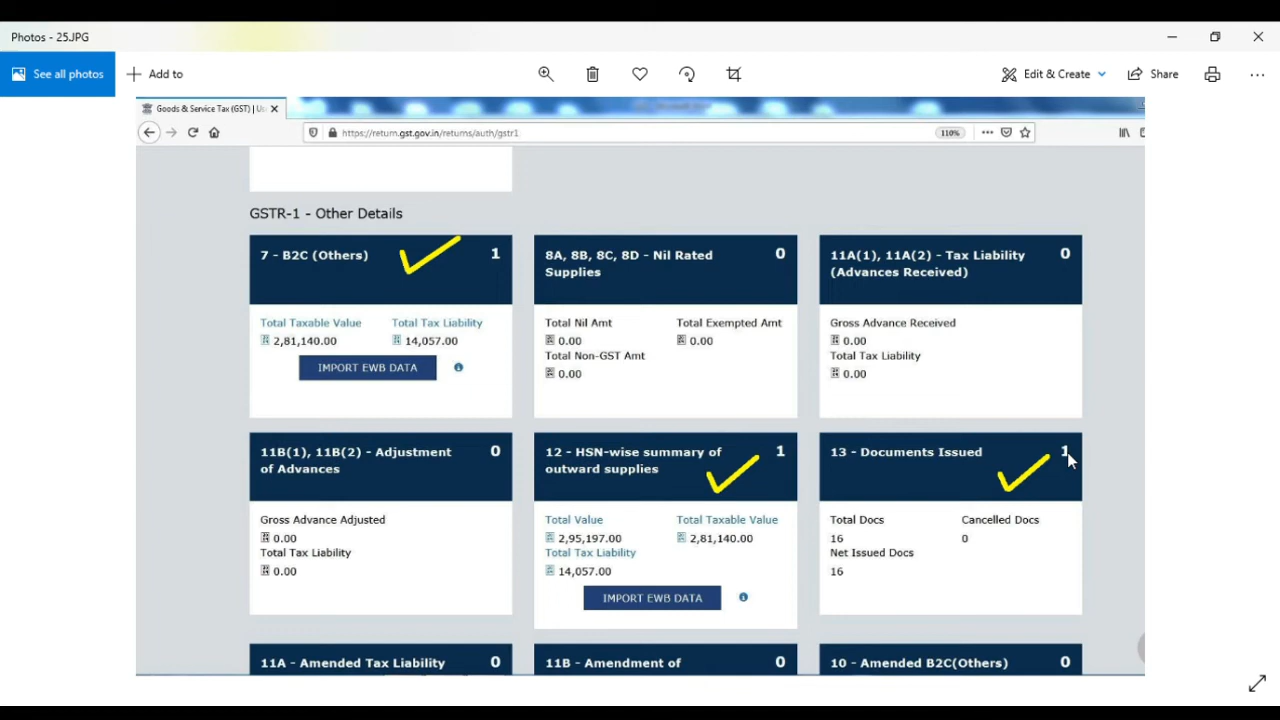 Photos - 25.JPG
See all photos
Add to
Edit & Create
Share
Goods & Service Tax (GST) | Us
https://return.gst.gov.in/returns/auth/gstr1
110%
GSTR-1 - Other Details
7 - B2C (Others) 1
Total Taxable Value Total Tax Liability
2,81,140.00 14,057.00
IMPORT EWB DATA
8A, 8B, 8C, 8D - Nil Rated 0
Supplies
Total Nil Amt Total Exempted Amt
0.00 0.00
Total Non-GST Amt
0.00
11A(1), 11A(2) - Tax Liability 0
(Advances Received)
Gross Advance Received
0.00
Total Tax Liability
0.00
11B(1), 11B(2) - Adjustment 0
of Advances
Gross Advance Adjusted
0.00
Total Tax Liability
0.00
12 - HSN-wise summary of 1
outward supplies
Total Value Total Taxable Value
2,95,197.00 2,81,140.00
Total Tax Liability
14,057.00
IMPORT EWB DATA
13 - Documents Issued 1
Total Docs Cancelled Docs
16 0
Net Issued Docs
16
11A - Amended Tax Liability 0
11B - Amendment of 0
10 - Amended B2C(Others) 0